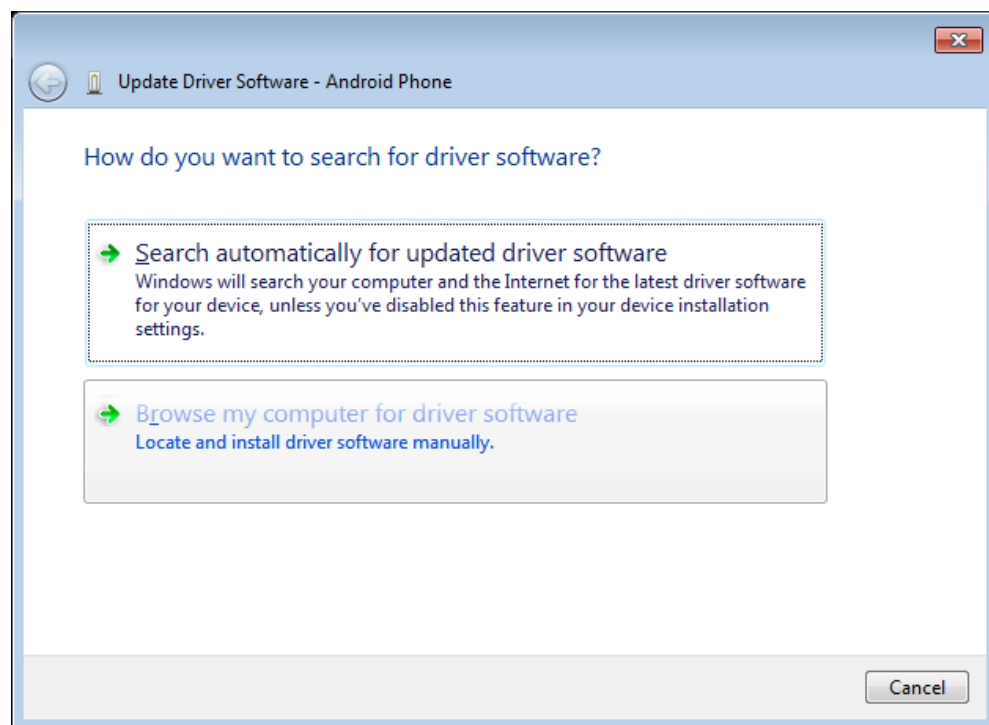 Update Driver Software - Android Phone
How do you want to search for driver software?
Search automatically for updated driver software
Windows will search your computer and the Internet for the latest driver software
for your device, unless you've disabled this feature in your device installation
settings.
Browse my computer for driver software
Locate and install driver software manually.
Cancel